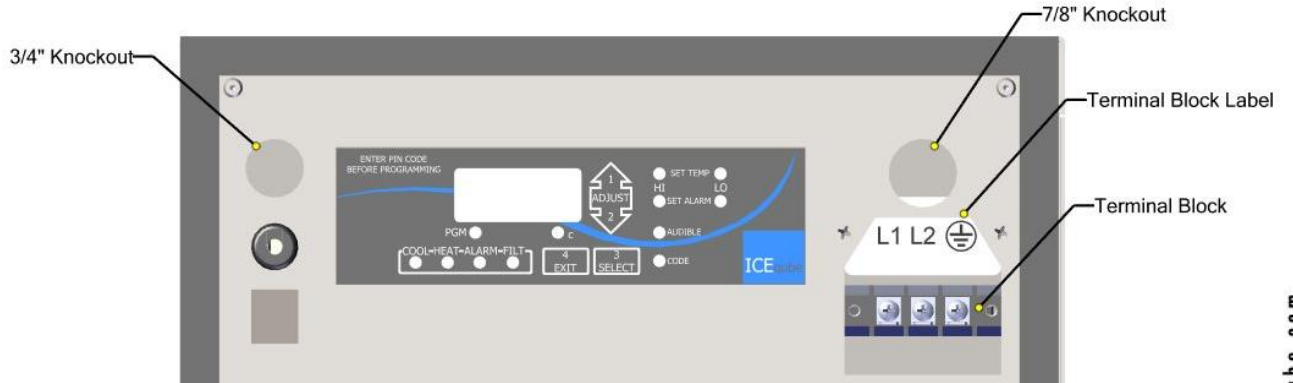 7/8" Knockout
3/4" Knockout
Terminal Block Label
ENTER PIN CODE
BEFORE PROGRAMMING
1
ADJUST
2
SET TEMP
HI LO
SET ALARM
Terminal Block
L1 L2
PGM
c
AUDIBLE
COOL HEAT ALARM FILT
4
EXIT
3
SELECT
CODE
ICEqube